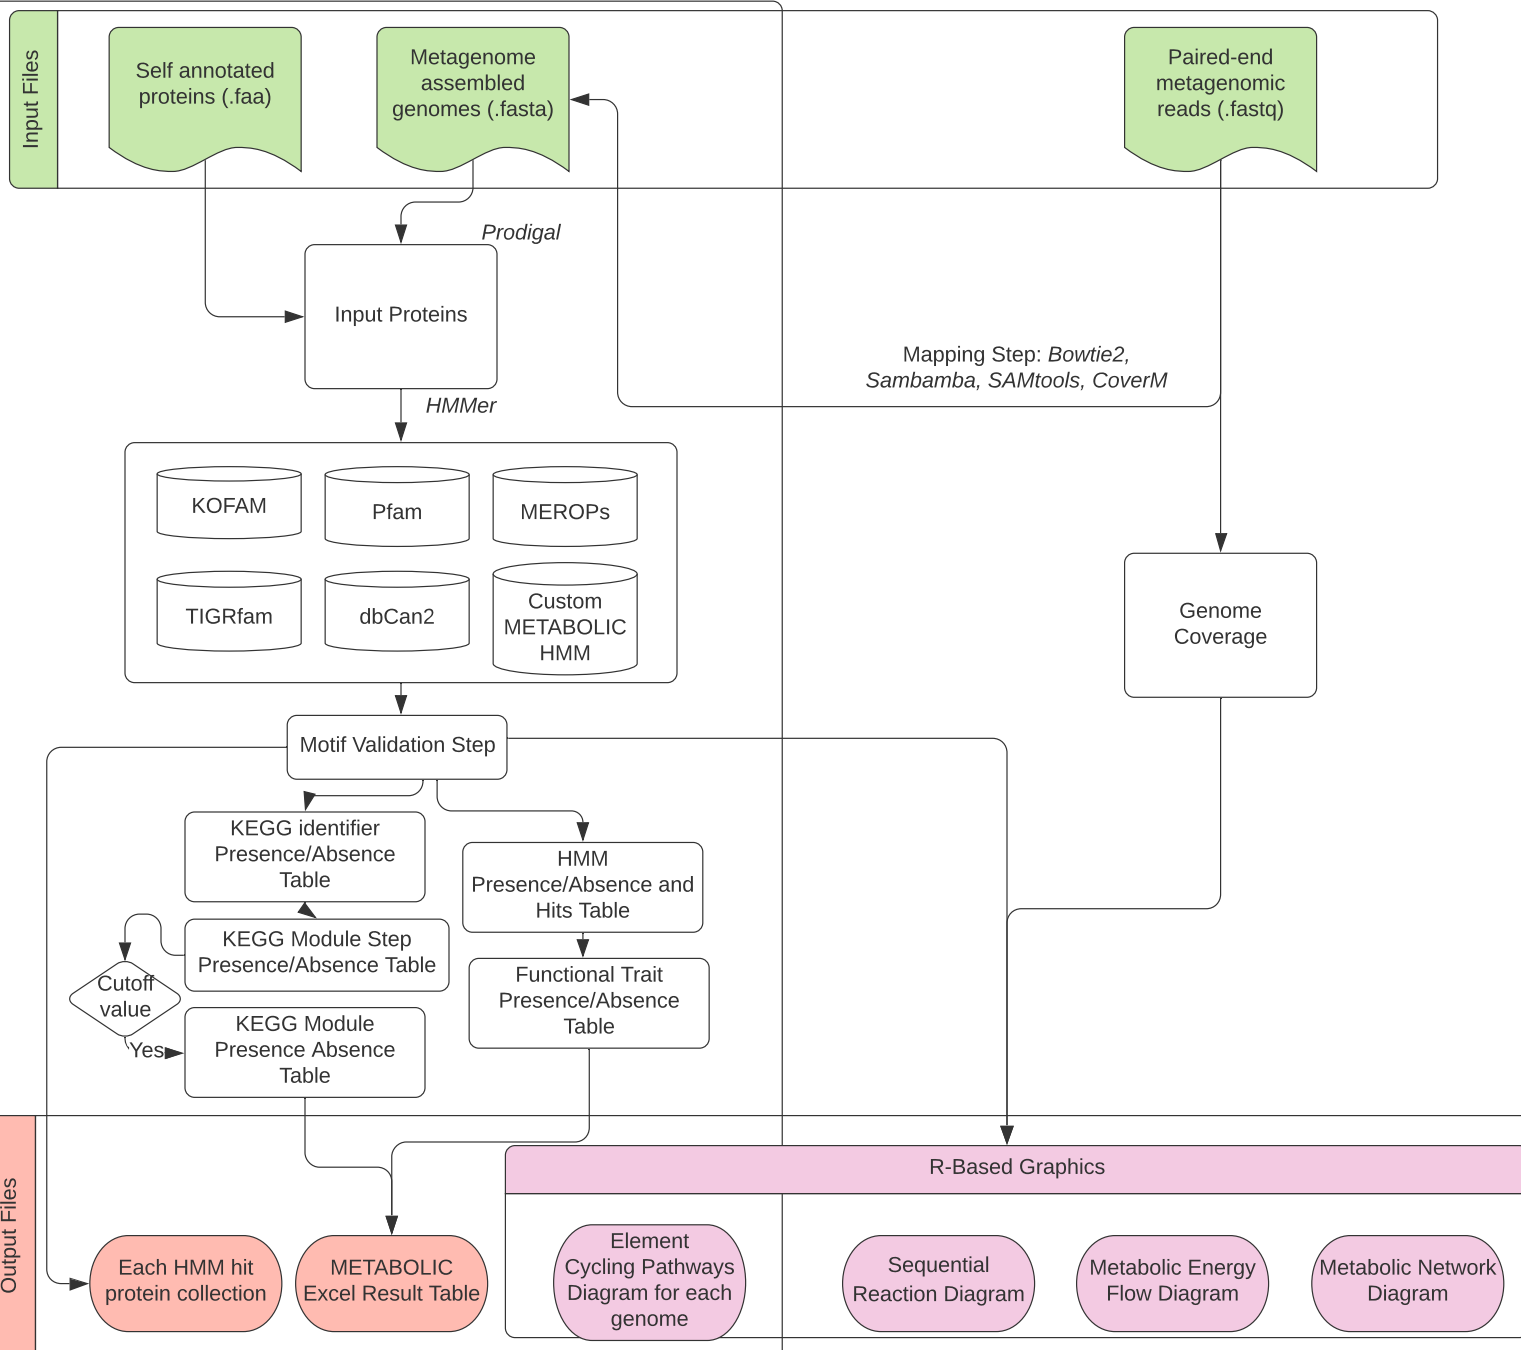 Input Files
Self annotated
proteins (.faa)
Metagenome
assembled
genomes (.fasta)
Paired-end
metagenomic
reads (.fastq)
Prodigal
Input Proteins
Mapping Step: Bowtie2,
Sambamba, SAMtools, CoverM
HMMer
KOFAM
Pfam
MEROPs
TIGRfam
dbCan2
Custom
METABOLIC
HMM
Genome
Coverage
Motif Validation Step
KEGG identifier
Presence/Absence
Table
HMM
Presence/Absence and
Hits Table
KEGG Module Step
Presence/Absence Table
Cutoff
value
Yes
Functional Trait
Presence/Absence
Table
KEGG Module
Presence Absence
Table
Output Files
R-Based Graphics
Each HMM hit
protein collection
METABOLIC
Excel Result Table
Element
Cycling Pathways
Diagram for each
genome
Sequential
Reaction Diagram
Metabolic Energy
Flow Diagram
Metabolic Network
Diagram